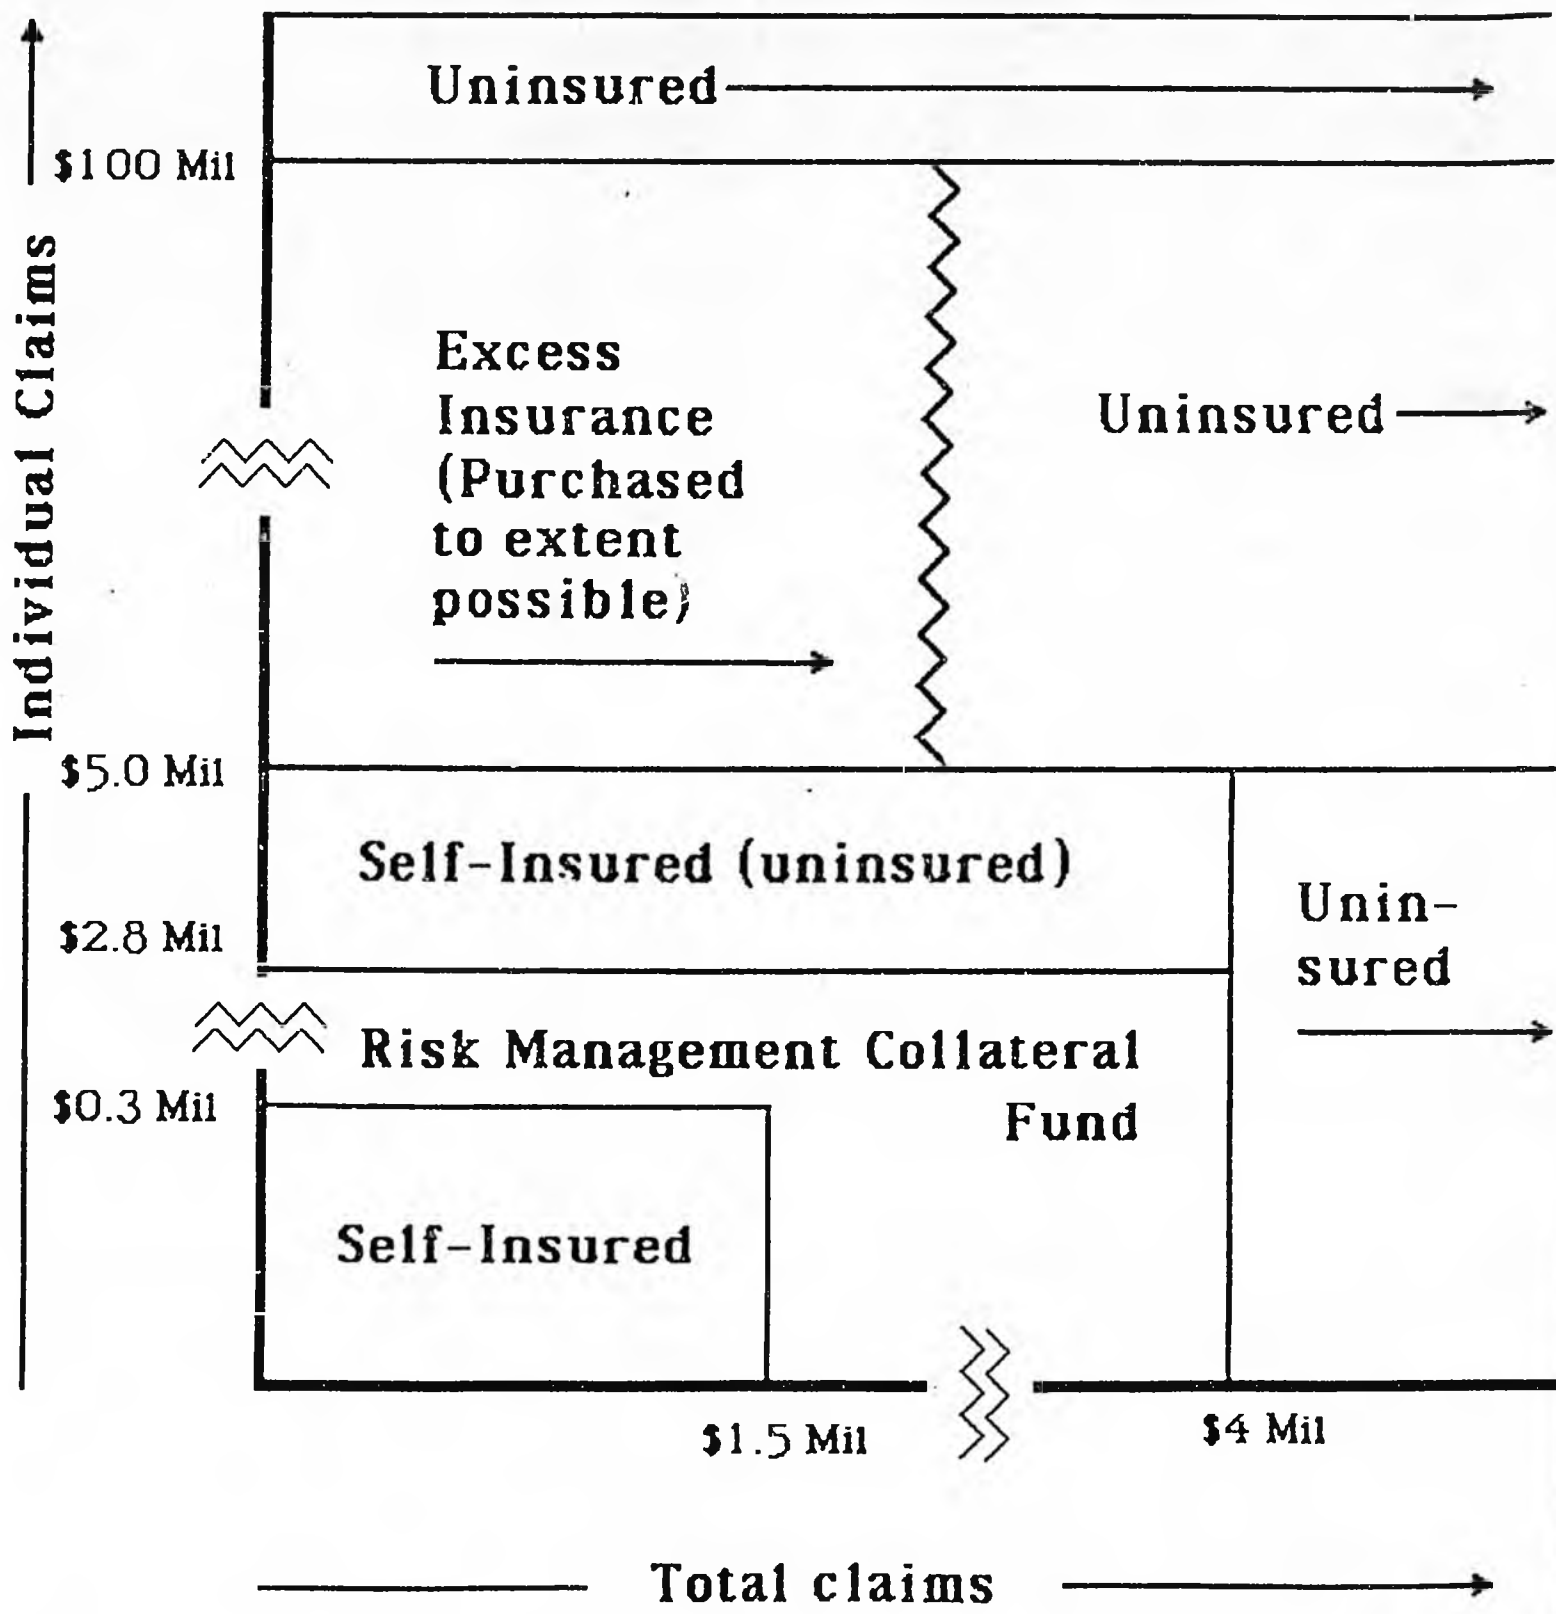 Uninsured
$100 Mil
Individual Claims
Excess
Insurance
(Purchased
to extent
possible)
Uninsured
$5.0 Mil
Self-Insured (uninsured)
$2.8 Mil
Unin-
sured
Risk Management Collateral
Fund
$0.3 Mil
Self-Insured
$1.5 Mil
$4 Mil
Total claims